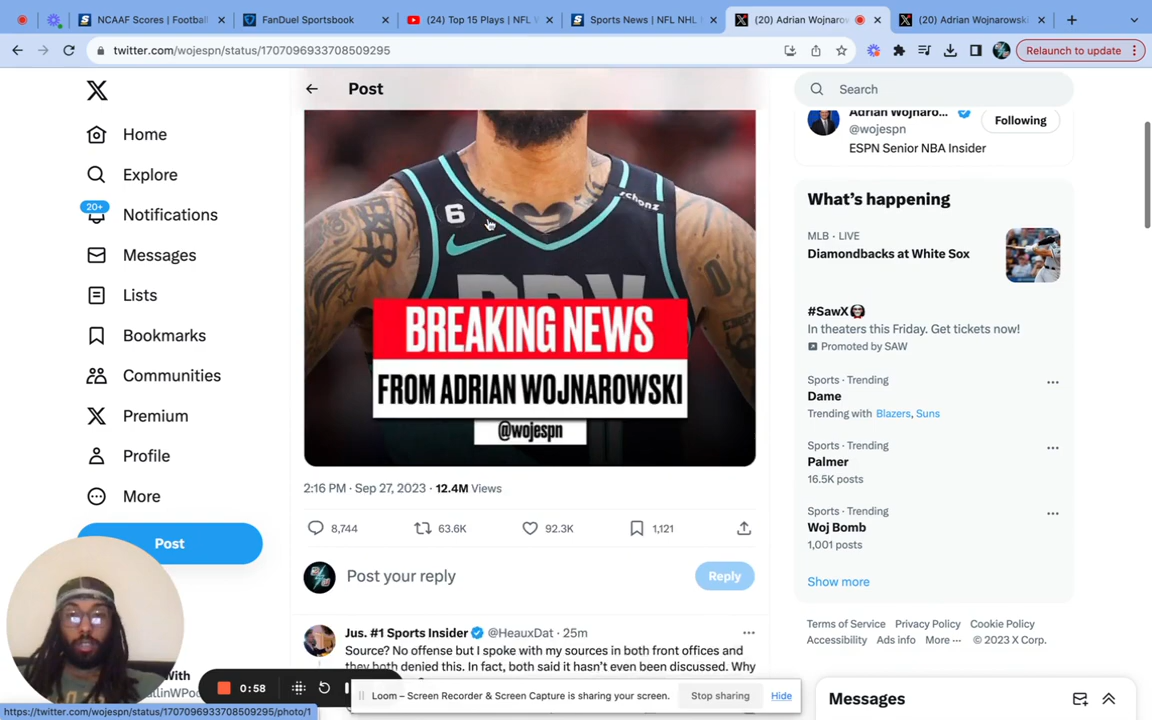 NCAAF Scores | Football
FanDuel Sportsbook
(24) Top 15 Plays | NFL W
Sports News | NFL NHL
(20) Adrian Wojnarow
(20) Adrian Wojnarowski
twitter.com/wojespn/status/1707096933708509295
Relaunch to update
Post
Search
Home
Explore
20+
Notifications
Messages
Lists
Bookmarks
Communities
Premium
Profile
More
Post
6
schonz
BREAKING NEWS
FROM ADRIAN WOJNAROWSKI
@wojespn
2:16 PM · Sep 27, 2023 · 12.4M Views
8,744
63.6K
92.3K
1,121
Post your reply
Reply
Jus. #1 Sports Insider @HeauxDat · 25m
Source? No offense but I spoke with my sources in both front offices and
they both denied this. In fact, both said it hasn't even been discussed. Why
Adrian Wojnaro...
@wojespn
Following
ESPN Senior NBA Insider
What's happening
MLB · LIVE
Diamondbacks at White Sox
#SawX
In theaters this Friday. Get tickets now!
Promoted by SAW
Sports · Trending
Dame
Trending with Blazers, Suns
Sports · Trending
Palmer
16.5K posts
Sports · Trending
Woj Bomb
1,001 posts
Show more
Terms of Service Privacy Policy Cookie Policy
Accessibility Ads info More ··· © 2023 X Corp.
With
allinWPod
0:58
Loom – Screen Recorder & Screen Capture is sharing your screen.
Stop sharing
Hide
Messages
https://twitter.com/wojespn/status/1707096933708509295/photo/1